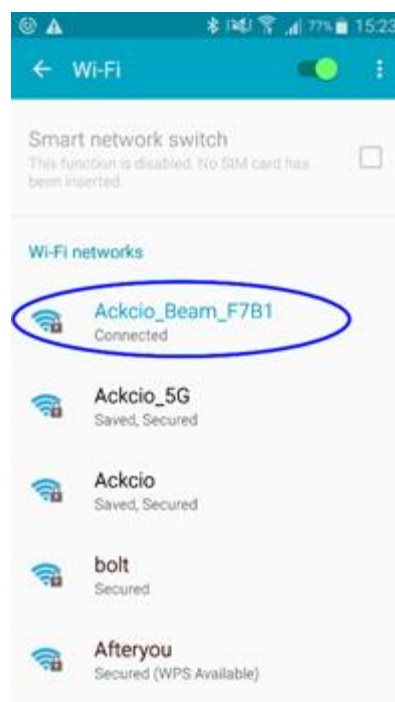 77% 15:23
Wi-Fi
Smart network switch
This function is disabled. No SIM card has
been inserted.
Wi-Fi networks
Ackcio_Beam_F7B1
Connected
Ackcio_5G
Saved, Secured
Ackcio
Saved, Secured
bolt
Secured
Afteryou
Secured (WPS Available)